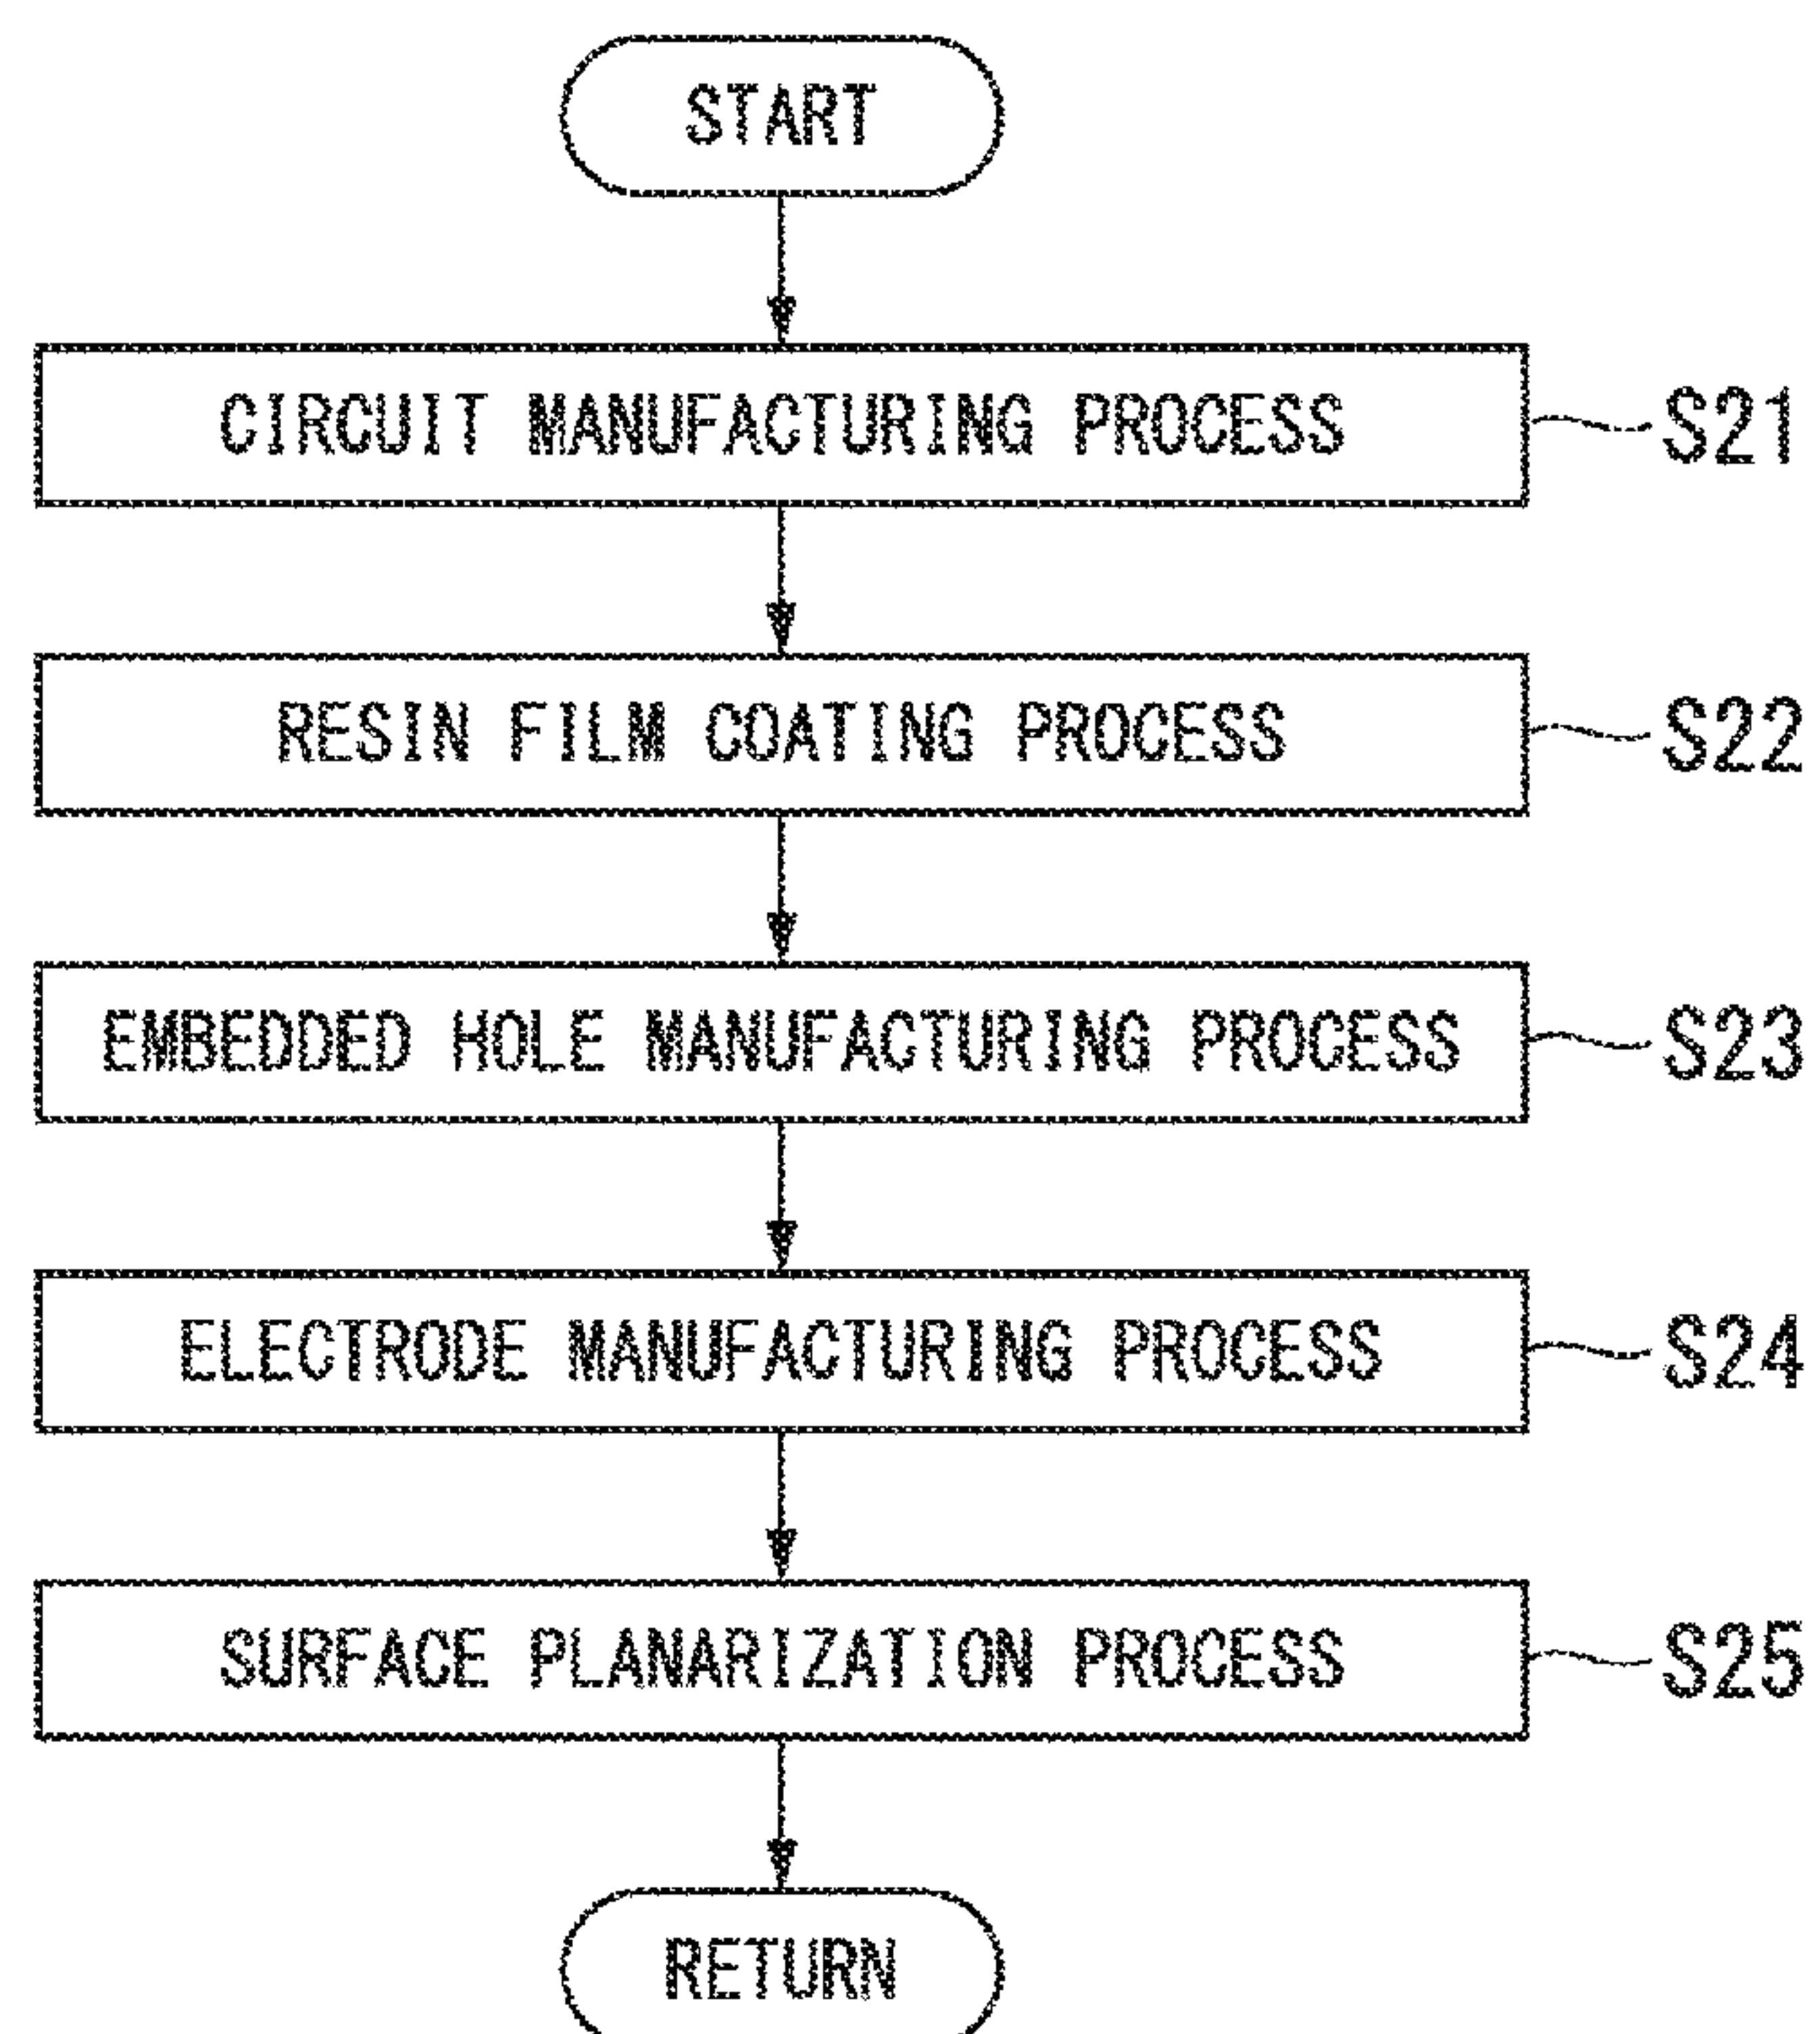 START
CIRCUIT MANUFACTURING PROCESS S21
RESIN FILM COATING PROCESS S22
EMBEDDED HOLE MANUFACTURING PROCESS S23
ELECTRODE MANUFACTURING PROCESS S24
SURFACE PLANARIZATION PROCESS S25
RETURN